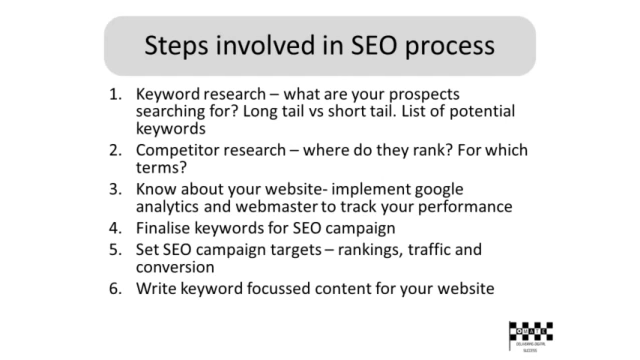 Steps involved in SEO process
1. Keyword research – what are your prospects
searching for? Long tail vs short tail. List of potential
keywords
2. Competitor research – where do they rank? For which
terms?
3. Know about your website- implement google
analytics and webmaster to track your performance
4. Finalise keywords for SEO campaign
5. Set SEO campaign targets – rankings, traffic and
conversion
6. Write keyword focussed content for your website
DELIVERING DIGITAL
SUCCESS